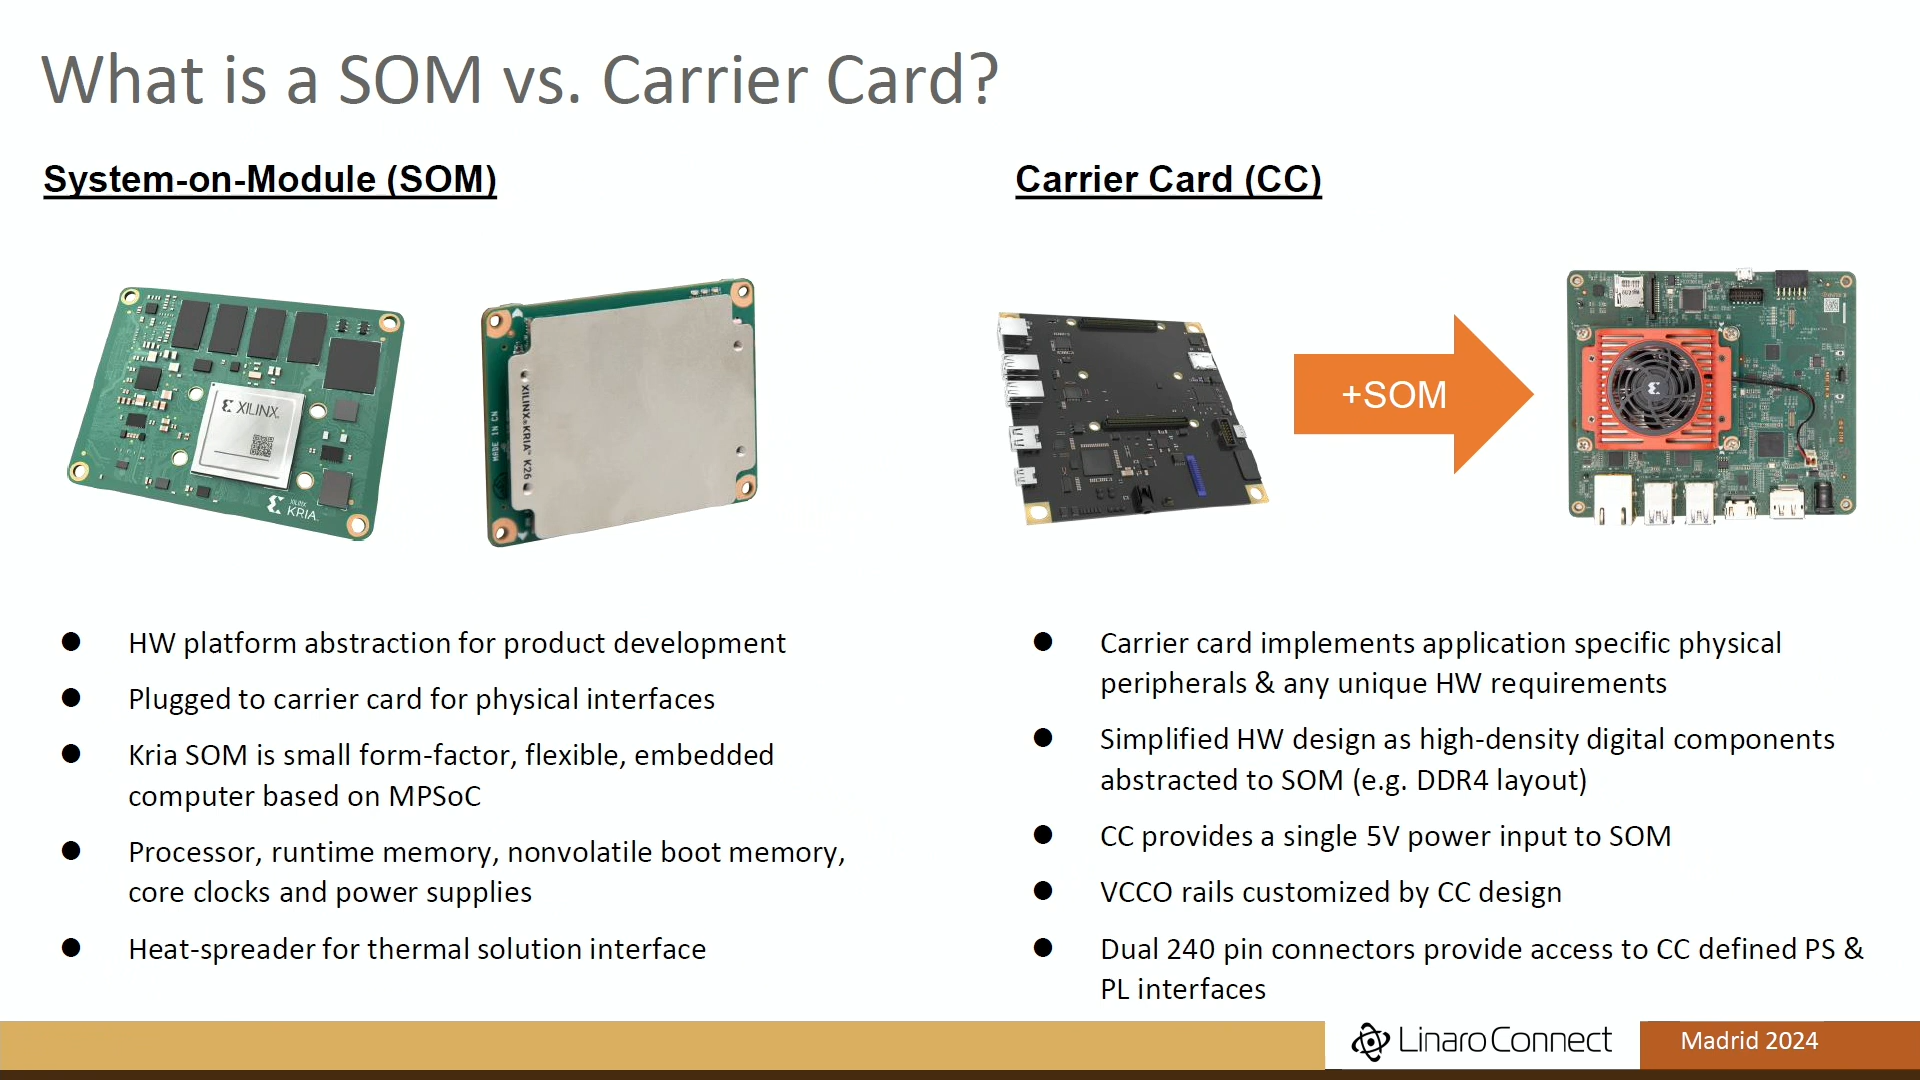 What is a SOM vs. Carrier Card?
System-on-Module (SOM)
Carrier Card (CC)
XILINX
XILINX
KRIA
XILINX KRIA K26
MADE IN CN
+SOM
HW platform abstraction for product development
Plugged to carrier card for physical interfaces
Kria SOM is small form-factor, flexible, embedded
computer based on MPSoC
Processor, runtime memory, nonvolatile boot memory,
core clocks and power supplies
Heat-spreader for thermal solution interface
Carrier card implements application specific physical
peripherals & any unique HW requirements
Simplified HW design as high-density digital components
abstracted to SOM (e.g. DDR4 layout)
CC provides a single 5V power input to SOM
VCCO rails customized by CC design
Dual 240 pin connectors provide access to CC defined PS &
PL interfaces
Linaro Connect
Madrid 2024